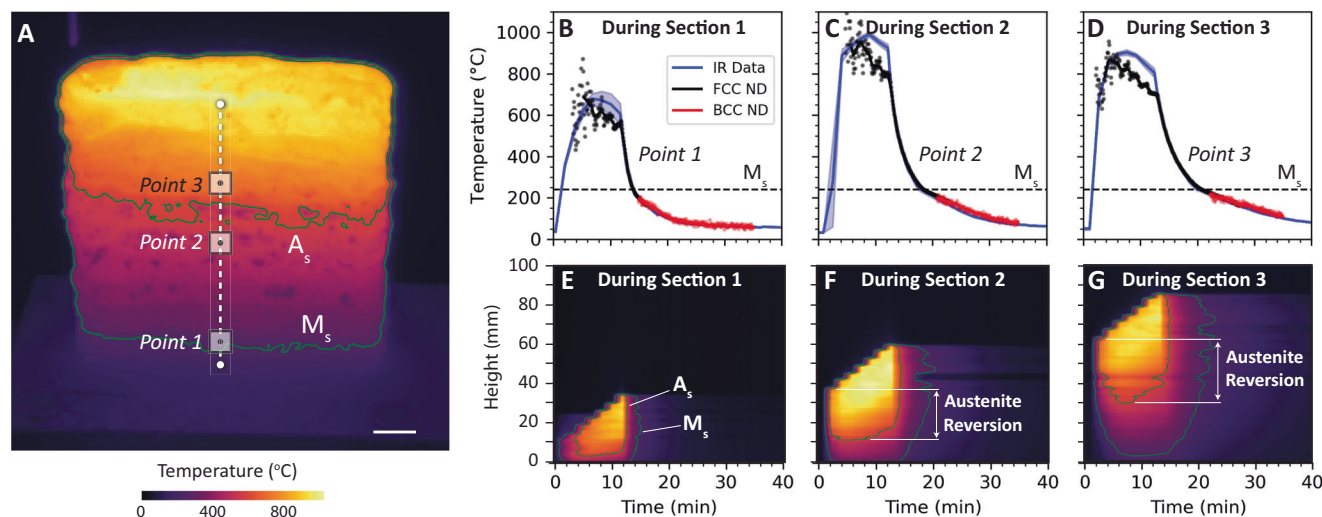 A
Point 3
Point 2
A_s
Point 1
M_s
Temperature (°C)
0 400 800
B During Section 1
C During Section 2
D During Section 3
Temperature (°C)
1000
800
600
400
200
0
IR Data
FCC ND
BCC ND
Point 1
M_s
Point 2
M_s
Point 3
M_s
E During Section 1
F During Section 2
G During Section 3
Height (mm)
100
80
60
40
20
0
A_s
M_s
Austenite
Reversion
Austenite
Reversion
0 10 20 30 40
0 10 20 30 40
0 10 20 30 40
Time (min)
Time (min)
Time (min)